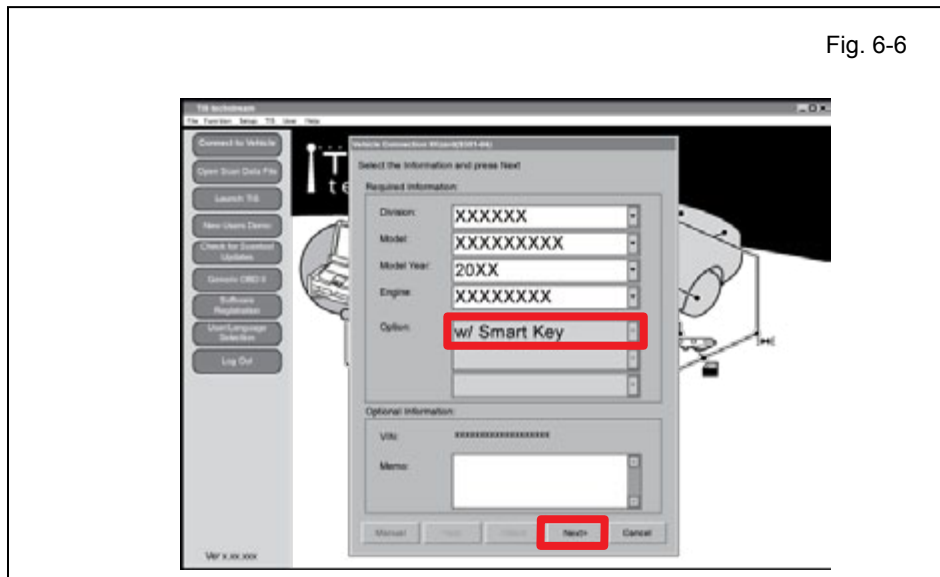 Fig. 6-6
TIS techstream
File Function Setup TIS User Help
Connect to Vehicle
Open Scan Data File
Launch TIS
New Users Demo
Check for Scantool
Updates
Generic OBD II
Software
Registration
User/Language
Selection
Log Out
Ver x.xx.xxx
T
te
Select the Information and press Next
Required Information:
Division: XXXXXX
Model: XXXXXXXXX
Model Year: 20XX
Engine: XXXXXXXX
Option: w/ Smart Key
Optional Information:
VIN:
Memo:
Manual
Next>
Cancel